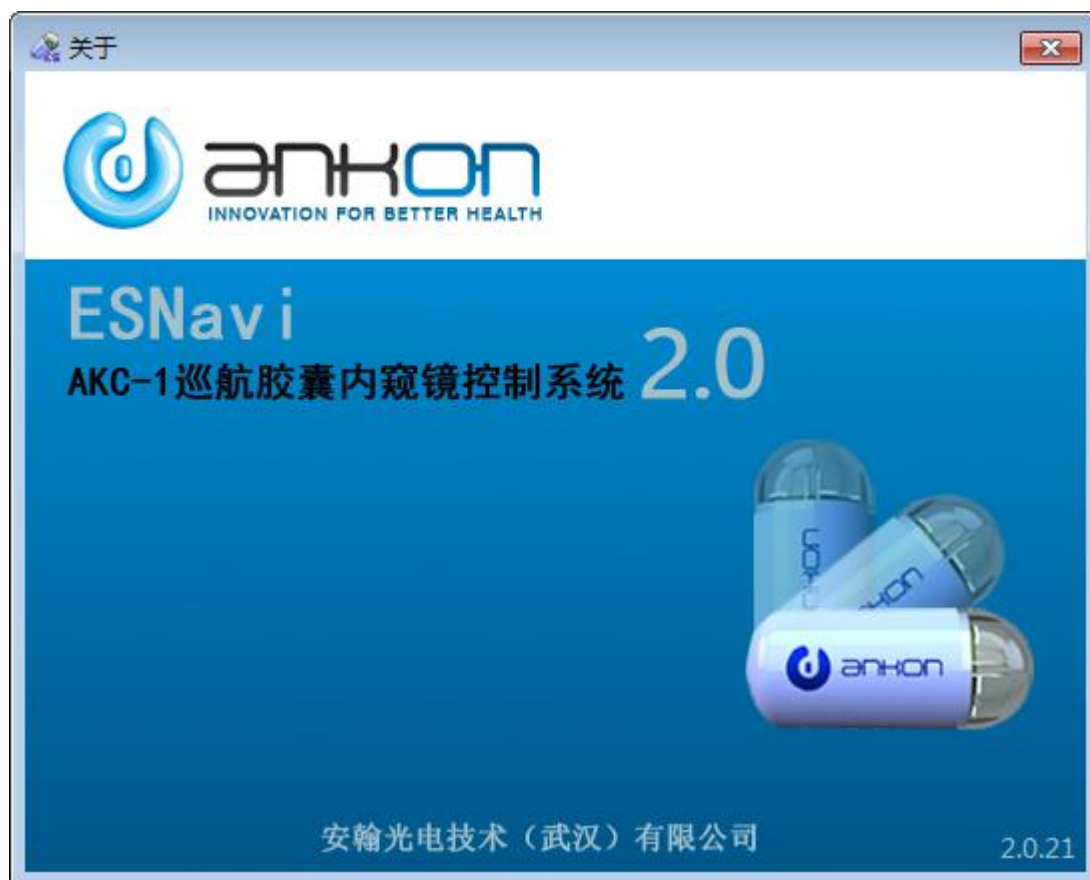 关于
ankon
INNOVATION FOR BETTER HEALTH
ESNavi
AKC-1巡航胶囊内窥镜控制系统 2.0
ankon
安翰光电技术（武汉）有限公司
2.0.21